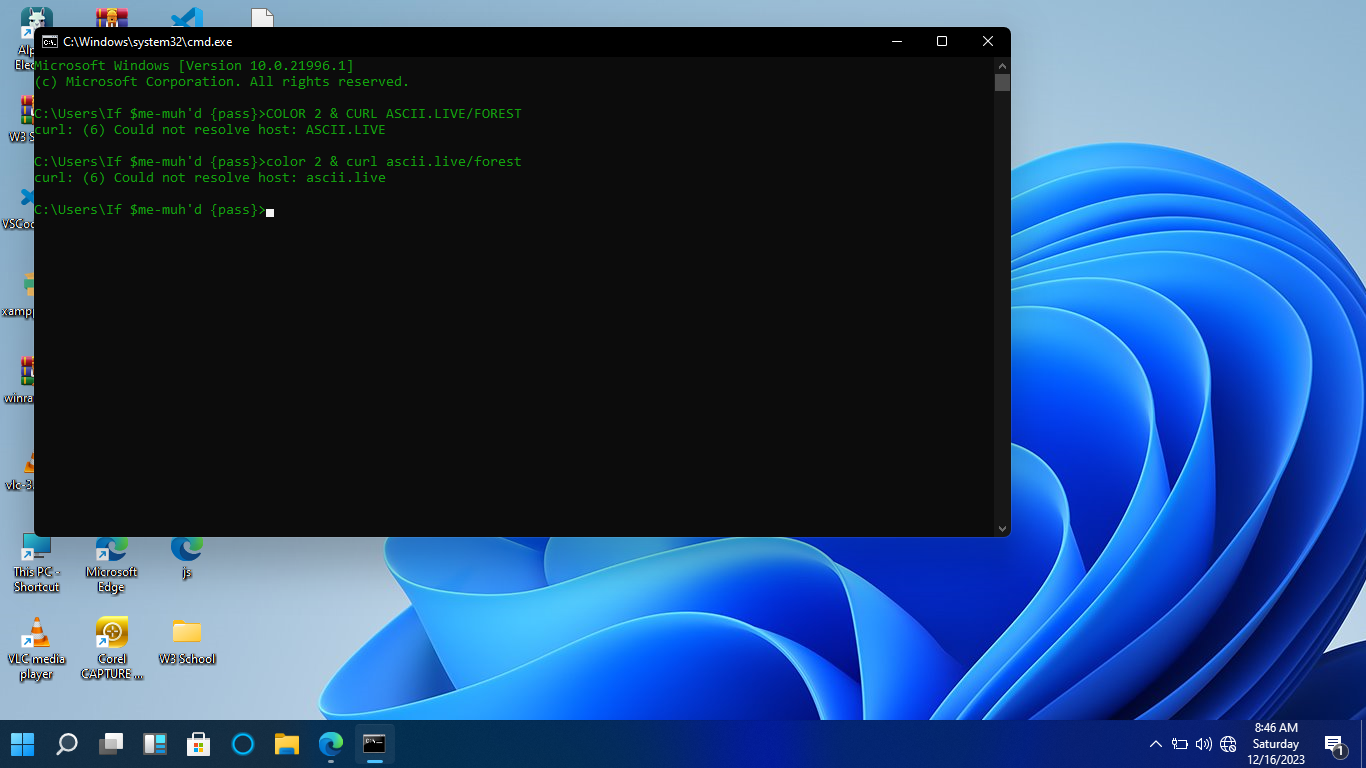 C:\Windows\system32\cmd.exe
Microsoft Windows [Version 10.0.21996.1]
(c) Microsoft Corporation. All rights reserved.
C:\Users\If $me-muh'd {pass}>COLOR 2 & CURL ASCII.LIVE/FOREST
curl: (6) Could not resolve host: ASCII.LIVE
C:\Users\If $me-muh'd {pass}>color 2 & curl ascii.live/forest
curl: (6) Could not resolve host: ascii.live
C:\Users\If $me-muh'd {pass}>
Alp
Elec
W3 S
VSCod
xampp
winra
vlc-3.
This PC -
Shortcut
Microsoft
Edge
js
VLC media
player
Corel
CAPTURE ...
W3 School
8:46 AM
Saturday
12/16/2023
1